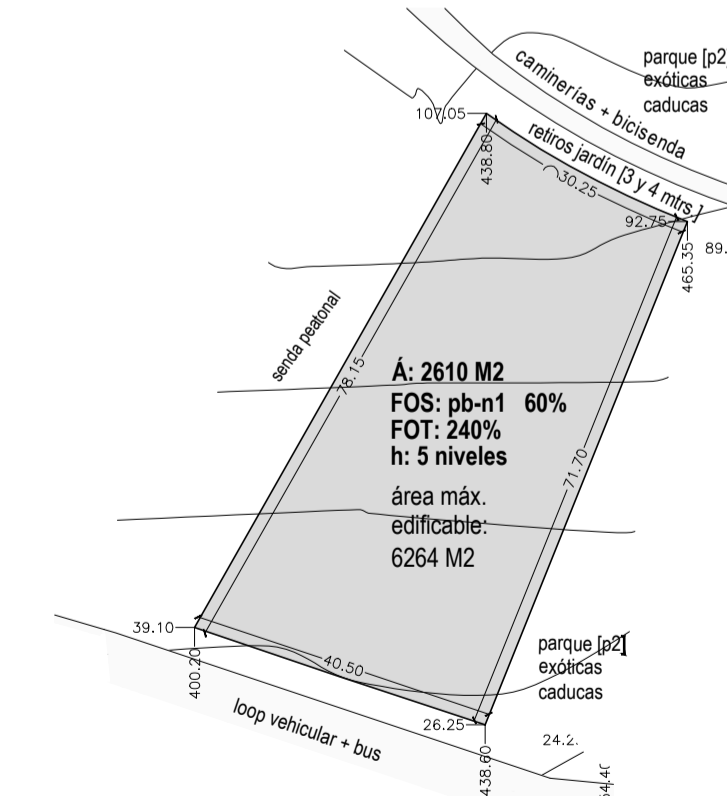 parque [p2
exóticas
caducas
caminerías + bicisenda
107.05
438.80
retiros jardín [3 y 4 mtrs ]
30.25
92.75
465.35
89.
senda peatonal
78.15
Á: 2610 M2
FOS: pb-n1 60%
FOT: 240%
h: 5 niveles
71.70
área máx.
edificable:
6264 M2
39.10
400.20
40.50
parque [p2]
exóticas
caducas
loop vehicular + bus
26.25
438.60
24.2